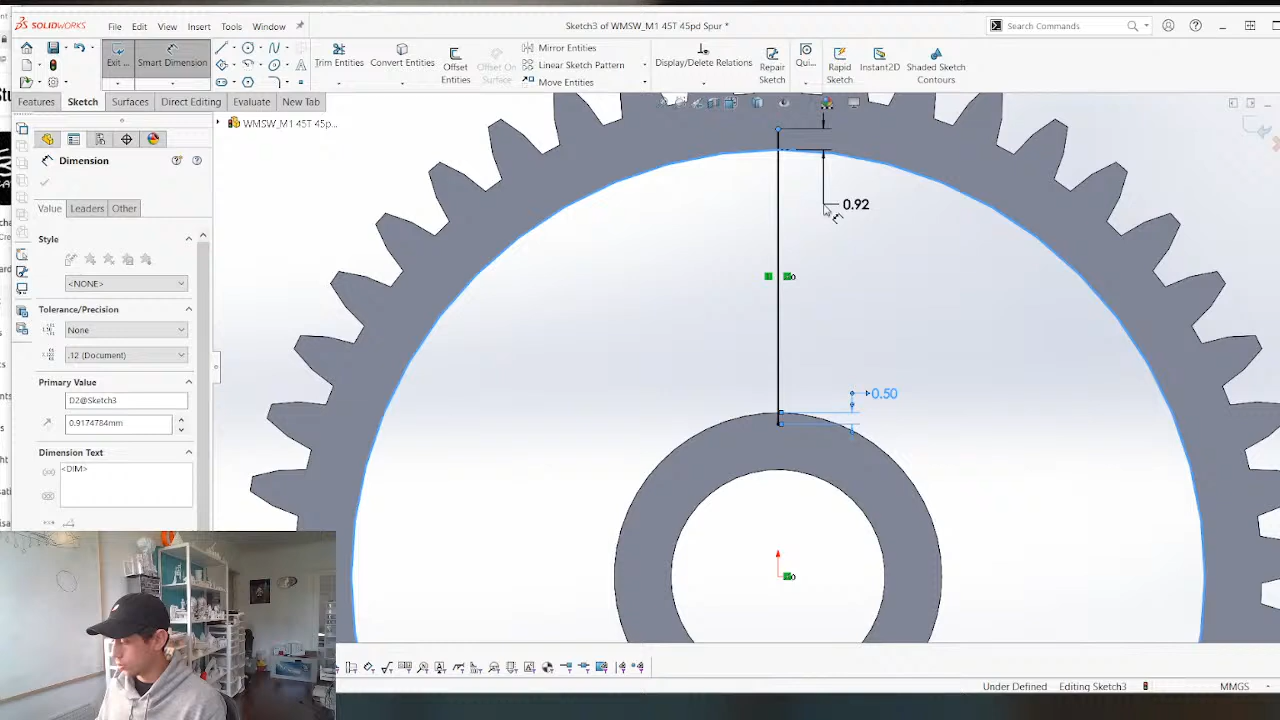 SOLIDWORKS File Edit View Insert Tools Window Sketch3 of WMSW_M1 45T 45pd Spur * Search Commands
Exit ... Smart Dimension Trim Entities Convert Entities Offset Entities Offset On Surface Mirror Entities Linear Sketch Pattern Move Entities Display/Delete Relations Repair Sketch Qui... Rapid Sketch Instant2D Shaded Sketch Contours
Features Sketch Surfaces Direct Editing Evaluate New Tab
WMSW_M1 45T 45p...
Dimension
Value Leaders Other
Style
<NONE>
Tolerance/Precision
None
.12 (Document)
Primary Value
D2@Sketch3
0.9174784mm
Dimension Text
<DIM>
0.92
0.50
Under Defined Editing Sketch3 MMGS